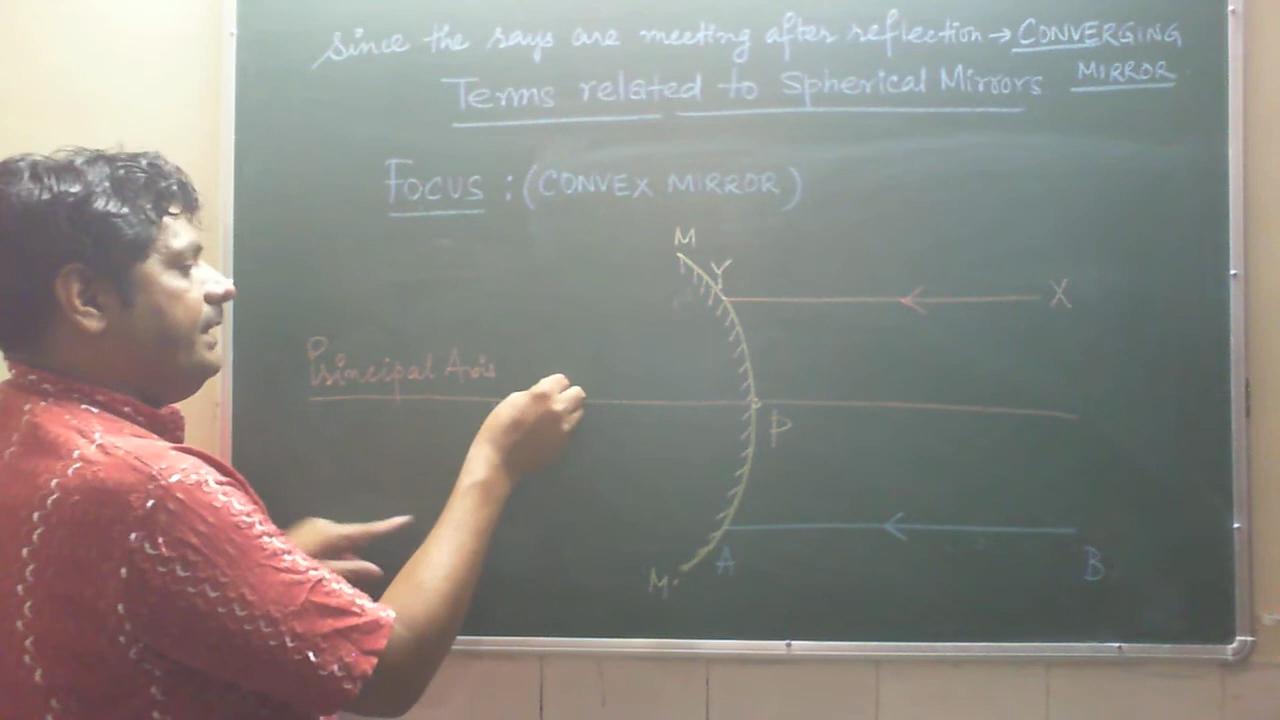 Since the rays are meeting after reflection → CONVERGING
MIRROR
Terms related to Spherical Mirrors
FOCUS : (CONVEX MIRROR)
M
Y
X
Principal Axis
P
A
B
M'